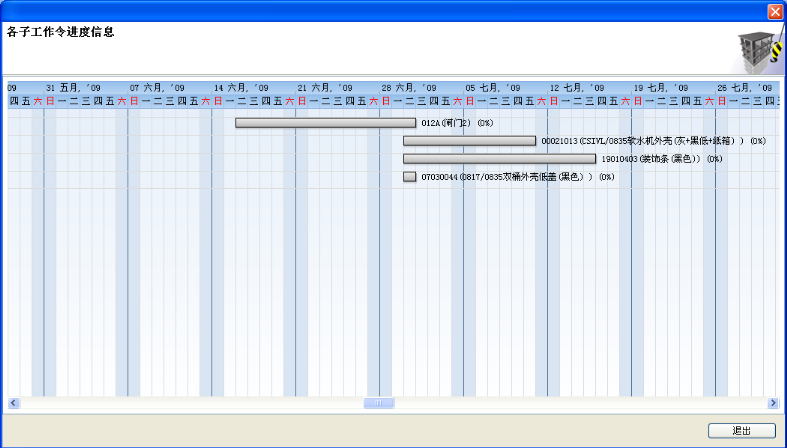 各子工作令进度信息
09 31 五月, '09 07 六月, '09 14 六月, '09 21 六月, '09 28 六月, '09 05 七月, '09 12 七月, '09 19 七月, '09 26 七月, '09
四 五 六 日 一 二 三 四 五 六 日 一 二 三 四 五 六 日 一 二 三 四 五 六 日 一 二 三 四 五 六 日 一 二 三 四 五 六 日 一 二 三 四 五 六 日 一 二 三 四 五 六 日 一 二 三 四 五 六 日 一 二 三 四
012A(闸门2) (0%)
00021013(CSIVL/0835软水机外壳(灰+黑低+纸箱)) (0%)
19010403(装饰条(黑色)) (0%)
07030044(0817/0835双桶外壳低盖(黑色)) (0%)
退出